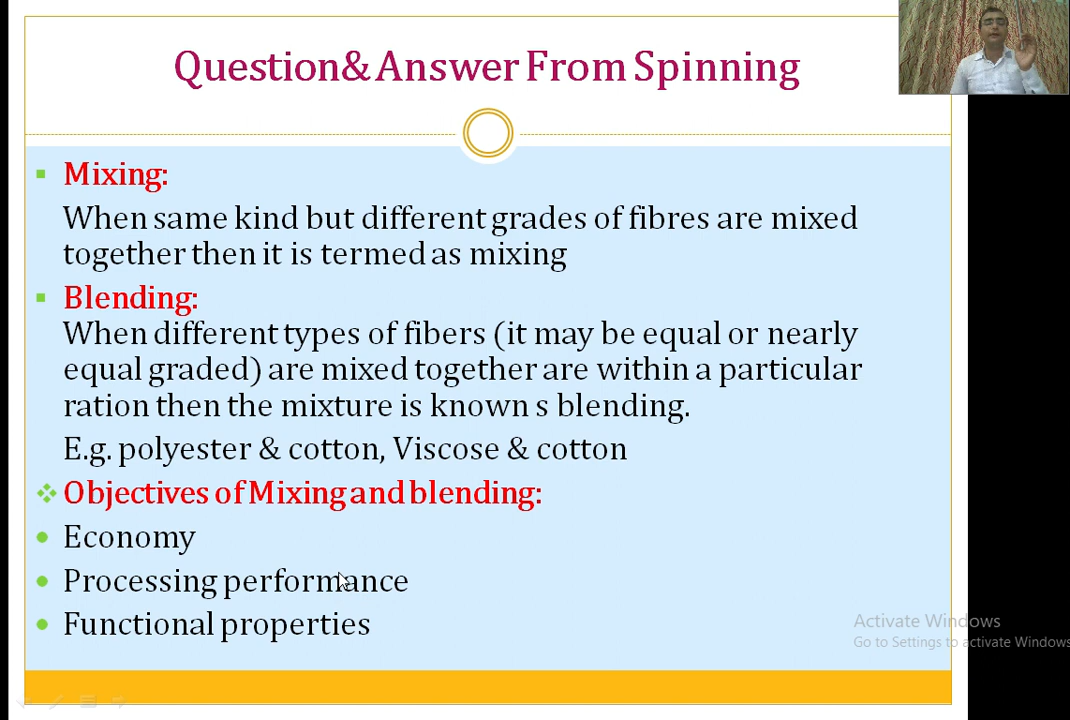 Question& Answer From Spinning
Mixing:
When same kind but different grades of fibres are mixed
together then it is termed as mixing
Blending:
When different types of fibers (it may be equal or nearly
equal graded) are mixed together are within a particular
ration then the mixture is known s blending.
E.g. polyester & cotton, Viscose & cotton
Objectives of Mixing and blending:
Economy
Processing performance
Functional properties
Activate Windows
Go to Settings to activate Windows